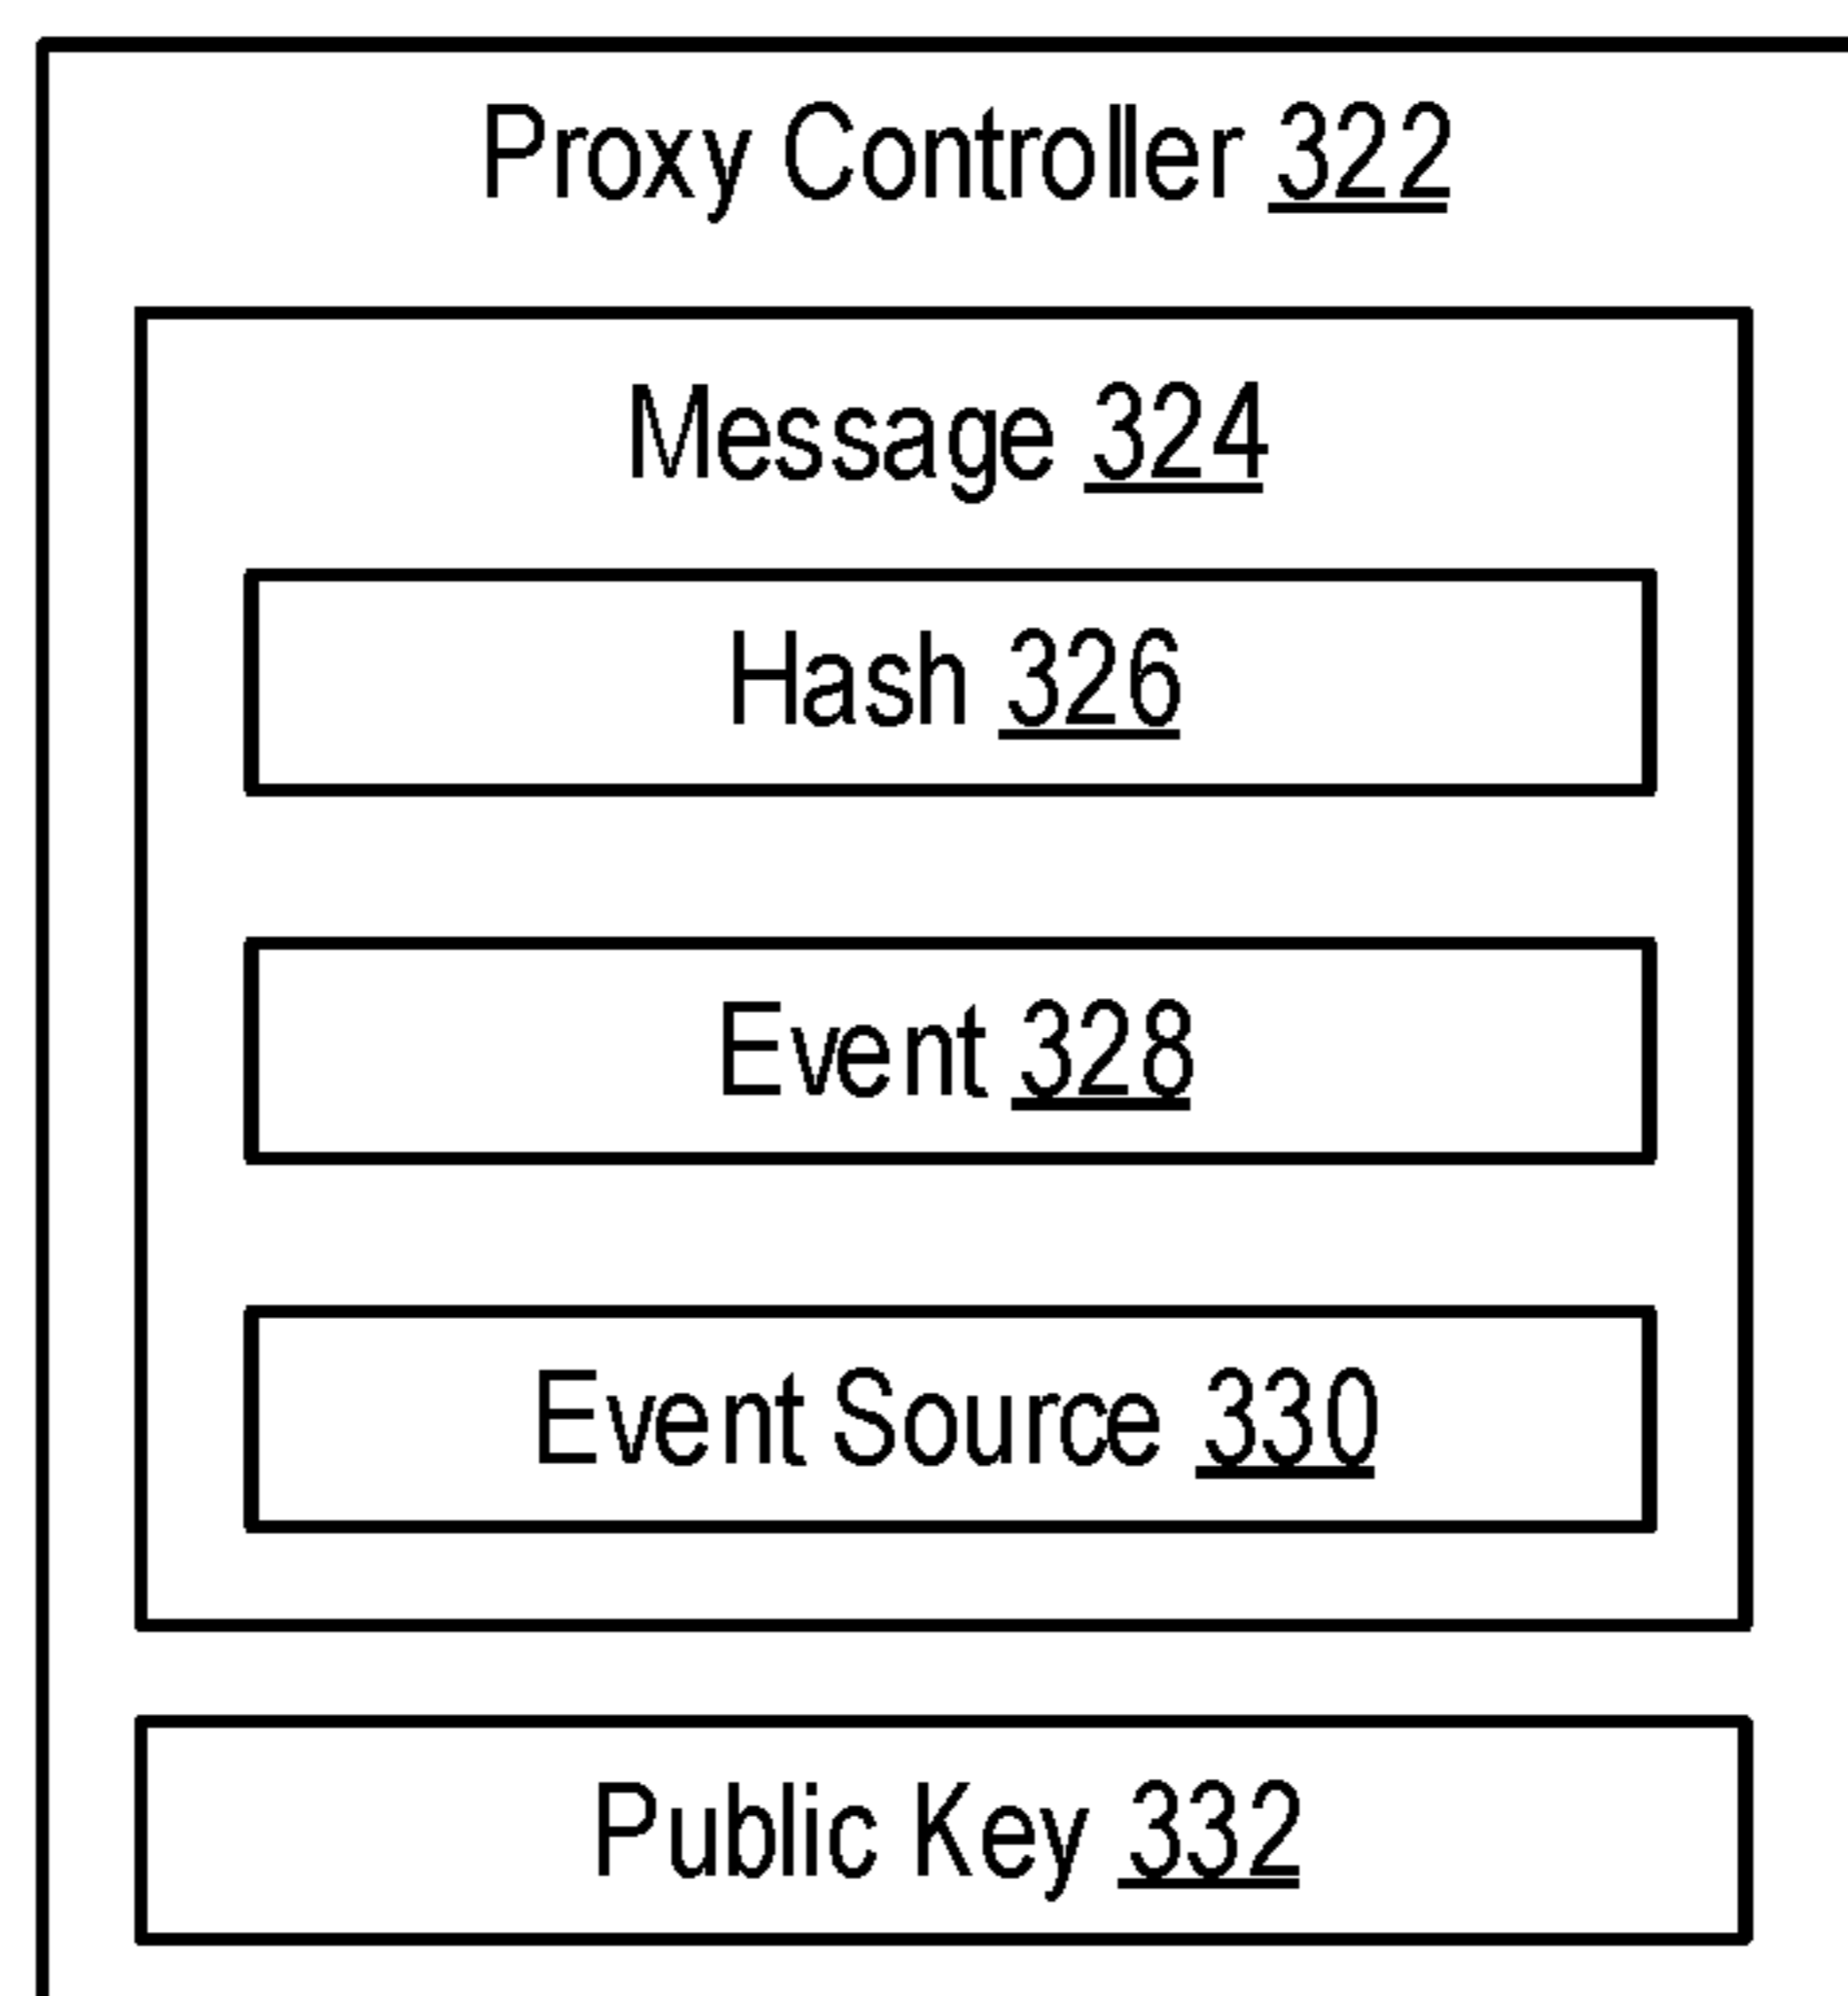 Proxy Controller 322
Message 324
Hash 326
Event 328
Event Source 330
Public Key 332